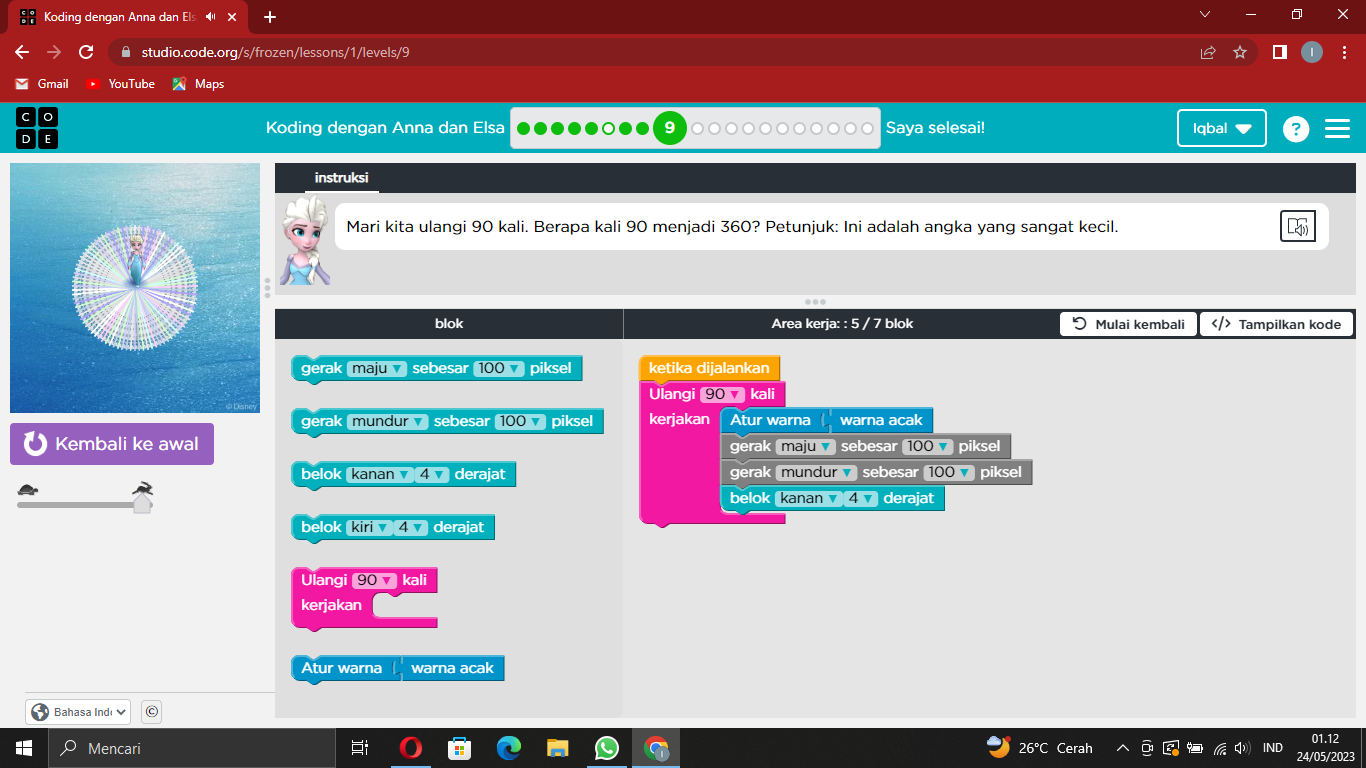 Koding dengan Anna dan Els
studio.code.org/s/frozen/lessons/1/levels/9
I
Gmail
YouTube
Maps
C O
D E
Koding dengan Anna dan Elsa
9
Saya selesai!
Iqbal
?
instruksi
Mari kita ulangi 90 kali. Berapa kali 90 menjadi 360? Petunjuk: Ini adalah angka yang sangat kecil.
© Disney
Kembali ke awal
blok
Area kerja: : 5 / 7 blok
Mulai kembali
</> Tampilkan kode
gerak maju sebesar 100 piksel
gerak mundur sebesar 100 piksel
belok kanan 4 derajat
belok kiri 4 derajat
Ulangi 90 kali
kerjakan
Atur warna warna acak
ketika dijalankan
Ulangi 90 kali
kerjakan
Atur warna warna acak
gerak maju sebesar 100 piksel
gerak mundur sebesar 100 piksel
belok kanan 4 derajat
Bahasa Ind
©
Mencari
26°C Cerah
IND
01.12
24/05/2023